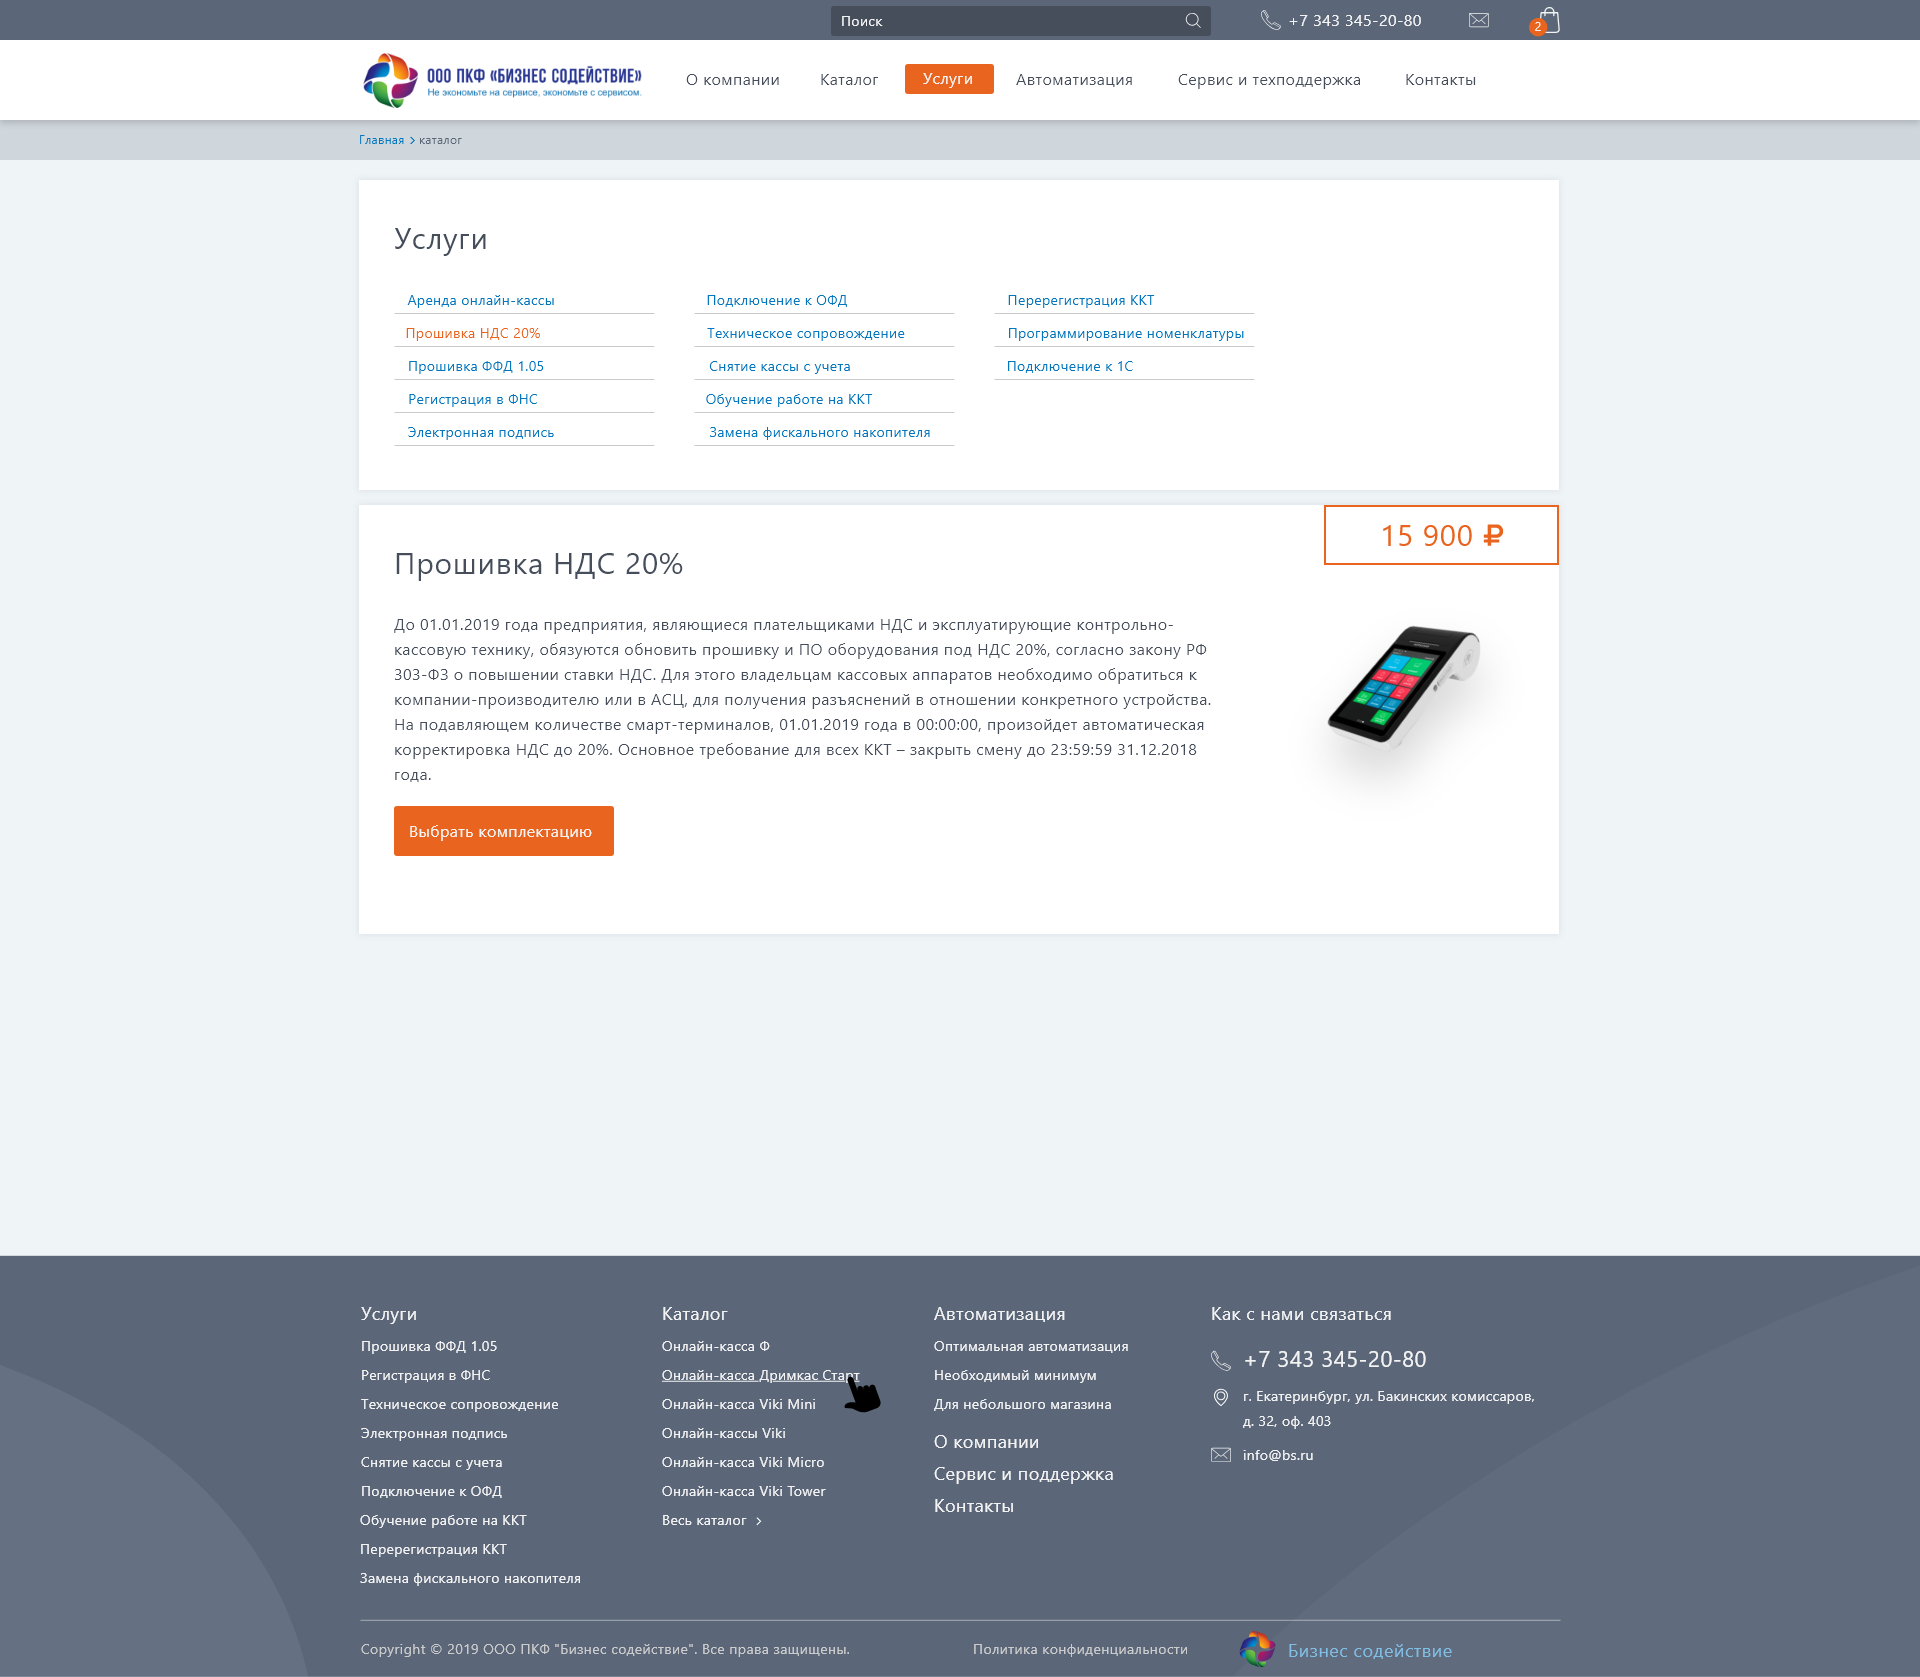 Поиск
+7 343 345-20-80
2
ООО ПКФ «БИЗНЕС СОДЕЙСТВИЕ»
Не экономьте на сервисе, экономьте с сервисом.
О компании
Каталог
Услуги
Автоматизация
Сервис и техподдержка
Контакты
Главная > каталог
Услуги
Аренда онлайн-кассы
Прошивка НДС 20%
Прошивка ФФД 1.05
Регистрация в ФНС
Электронная подпись
Подключение к ОФД
Техническое сопровождение
Снятие кассы с учета
Обучение работе на ККТ
Замена фискального накопителя
Перерегистрация ККТ
Программирование номенклатуры
Подключение к 1С
15 900 ₽
Прошивка НДС 20%
До 01.01.2019 года предприятия, являющиеся плательщиками НДС и эксплуатирующие контрольно-
кассовую технику, обязуются обновить прошивку и ПО оборудования под НДС 20%, согласно закону РФ
303-ФЗ о повышении ставки НДС. Для этого владельцам кассовых аппаратов необходимо обратиться к
компании-производителю или в АСЦ, для получения разъяснений в отношении конкретного устройства.
На подавляющем количестве смарт-терминалов, 01.01.2019 года в 00:00:00, произойдет автоматическая
корректировка НДС до 20%. Основное требование для всех ККТ – закрыть смену до 23:59:59 31.12.2018
года.
Выбрать комплектацию
Услуги
Прошивка ФФД 1.05
Регистрация в ФНС
Техническое сопровождение
Электронная подпись
Снятие кассы с учета
Подключение к ОФД
Обучение работе на ККТ
Перерегистрация ККТ
Замена фискального накопителя
Каталог
Онлайн-касса Ф
Онлайн-касса Дримкас Старт
Онлайн-касса Viki Mini
Онлайн-кассы Viki
Онлайн-касса Viki Micro
Онлайн-касса Viki Tower
Весь каталог >
Автоматизация
Оптимальная автоматизация
Необходимый минимум
Для небольшого магазина
О компании
Сервис и поддержка
Контакты
Как с нами связаться
+7 343 345-20-80
г. Екатеринбург, ул. Бакинских комиссаров,
д. 32, оф. 403
info@bs.ru
Copyright © 2019 ООО ПКФ "Бизнес содействие". Все права защищены.
Политика конфиденциальности
Бизнес содействие